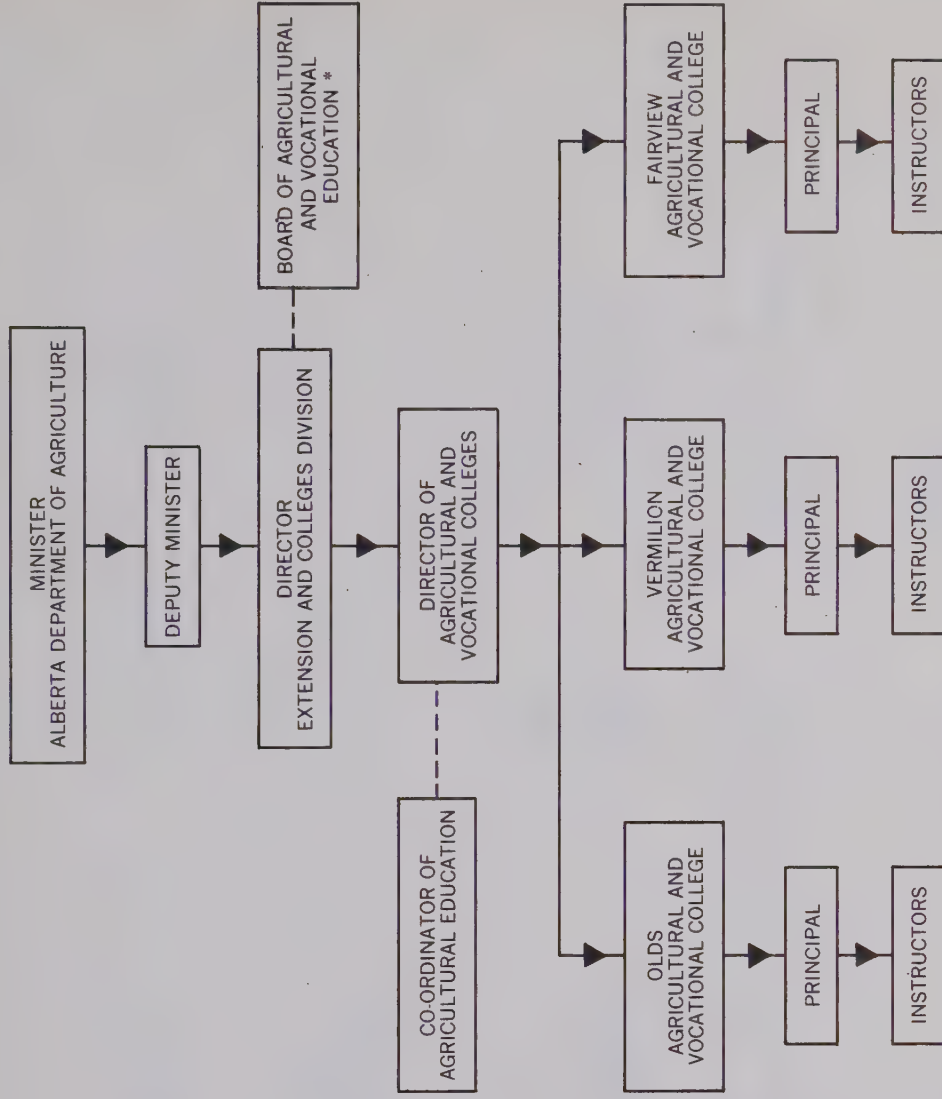 MINISTER
ALBERTA DEPARTMENT OF AGRICULTURE
DEPUTY MINISTER
DIRECTOR
EXTENSION AND COLLEGES DIVISION
BOARD OF AGRICULTURAL
AND VOCATIONAL
EDUCATION *
CO-ORDINATOR OF
AGRICULTURAL EDUCATION
DIRECTOR OF
AGRICULTURAL AND
VOCATIONAL COLLEGES
OLDS
AGRICULTURAL AND
VOCATIONAL COLLEGE
VERMILION
AGRICULTURAL AND
VOCATIONAL COLLEGE
FAIRVIEW
AGRICULTURAL AND
VOCATIONAL COLLEGE
PRINCIPAL
PRINCIPAL
PRINCIPAL
INSTRUCTORS
INSTRUCTORS
INSTRUCTORS